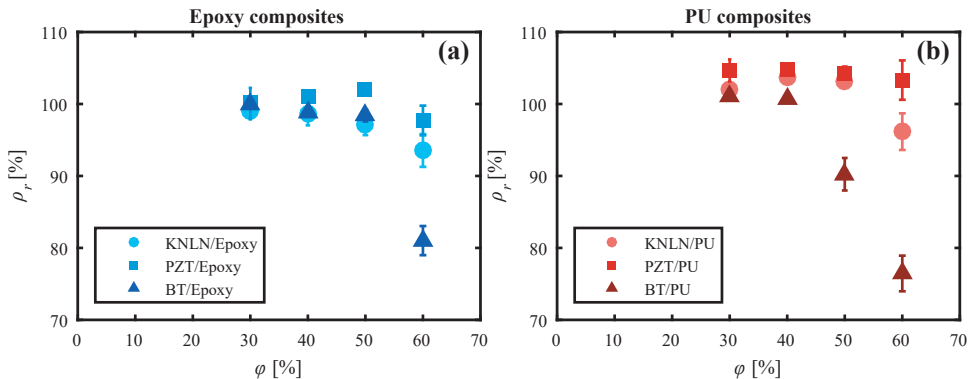 Epoxy composites
110
100
90
80
70
0
10
20
30
40
50
60
70
ρr [%]
φ [%]
(a)
KNLN/Epoxy
PZT/Epoxy
BT/Epoxy
PU composites
110
100
90
80
70
0
10
20
30
40
50
60
70
ρr [%]
φ [%]
(b)
KNLN/PU
PZT/PU
BT/PU